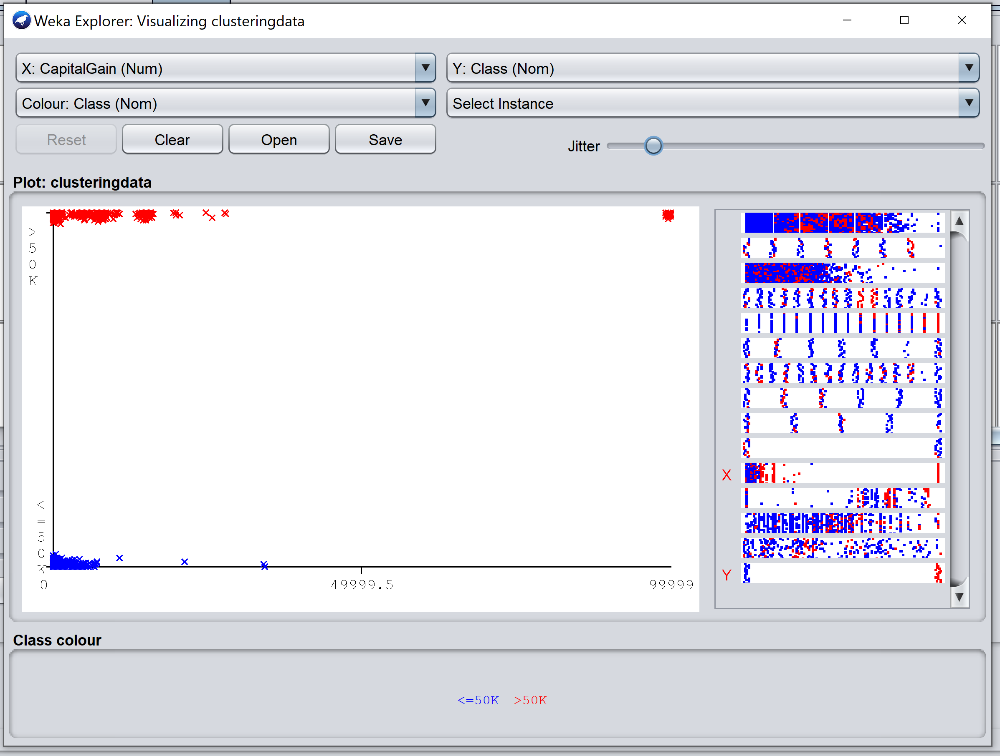 Weka Explorer: Visualizing clusteringdata
X: CapitalGain (Num)
Y: Class (Nom)
Colour: Class (Nom)
Select Instance
Reset
Clear
Open
Save
Jitter
Plot: clusteringdata
>50K
<=50K
0
49999.5
99999
X
Y
Class colour
<=50K >50K